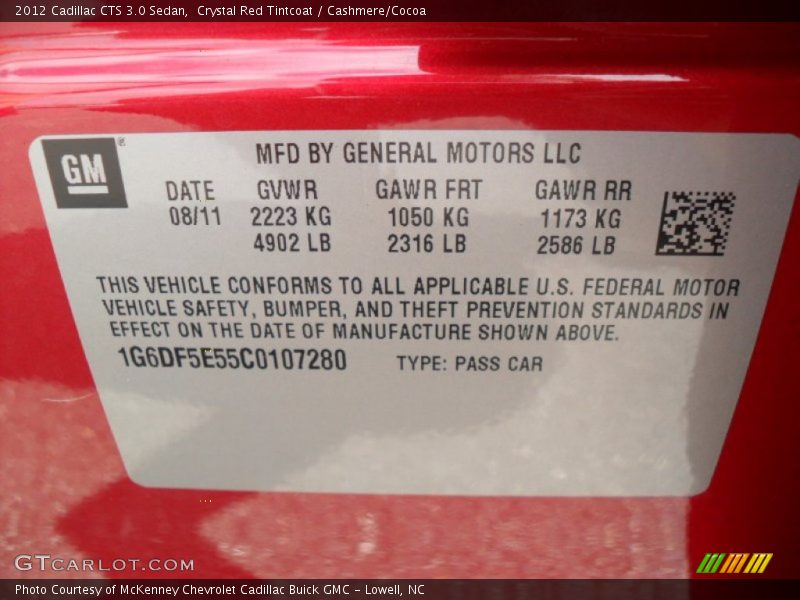 2012 Cadillac CTS 3.0 Sedan,  Crystal Red Tintcoat / Cashmere/Cocoa
GM ®
MFD BY GENERAL MOTORS LLC
DATE GVWR GAWR FRT GAWR RR
08/11 2223 KG 1050 KG 1173 KG
4902 LB 2316 LB 2586 LB
THIS VEHICLE CONFORMS TO ALL APPLICABLE U.S. FEDERAL MOTOR
VEHICLE SAFETY, BUMPER, AND THEFT PREVENTION STANDARDS IN
EFFECT ON THE DATE OF MANUFACTURE SHOWN ABOVE.
1G6DF5E55C0107280 TYPE: PASS CAR
GTCARLOT.COM
Photo Courtesy of McKenney Chevrolet Cadillac Buick GMC – Lowell, NC